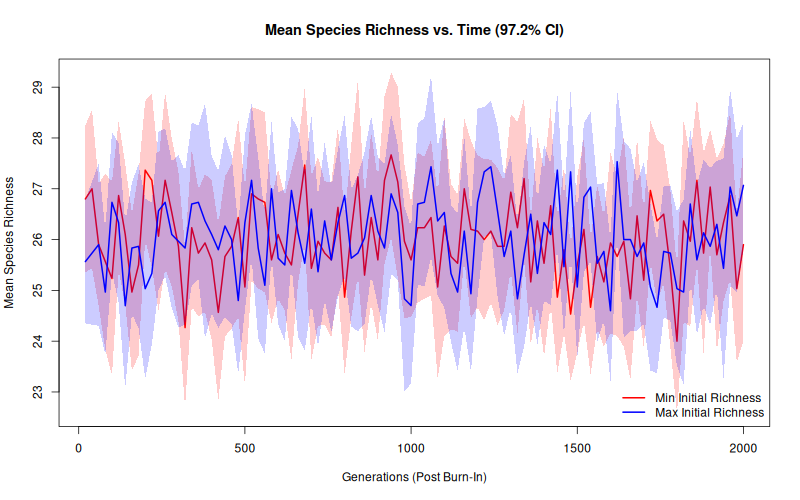 Mean Species Richness vs. Time (97.2% CI)
Mean Species Richness
29
28
27
26
25
24
23
Min Initial Richness
Max Initial Richness
0
500
1000
1500
2000
Generations (Post Burn-In)